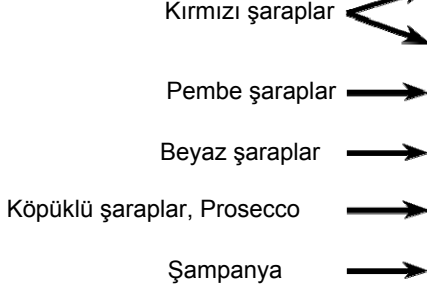 Kırmızı şaraplar
Pembe şaraplar
Beyaz şaraplar
Köpüklü şaraplar, Prosecco
Şampanya